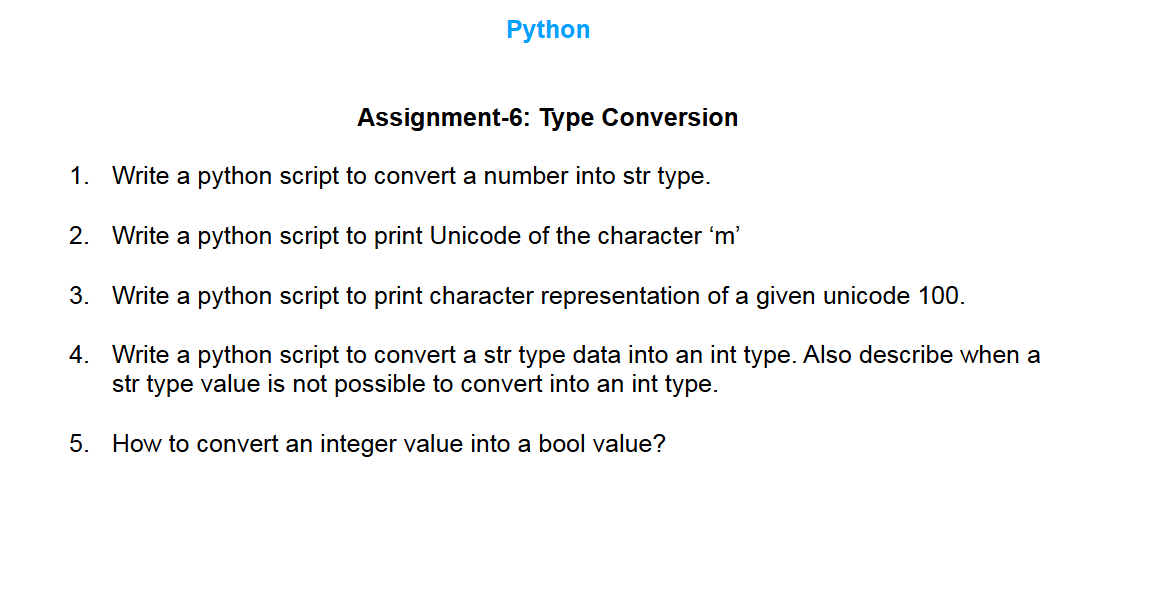 Python
Assignment-6: Type Conversion
1. Write a python script to convert a number into str type.
2. Write a python script to print Unicode of the character ‘m’
3. Write a python script to print character representation of a given unicode 100.
4. Write a python script to convert a str type data into an int type. Also describe when a
str type value is not possible to convert into an int type.
5. How to convert an integer value into a bool value?